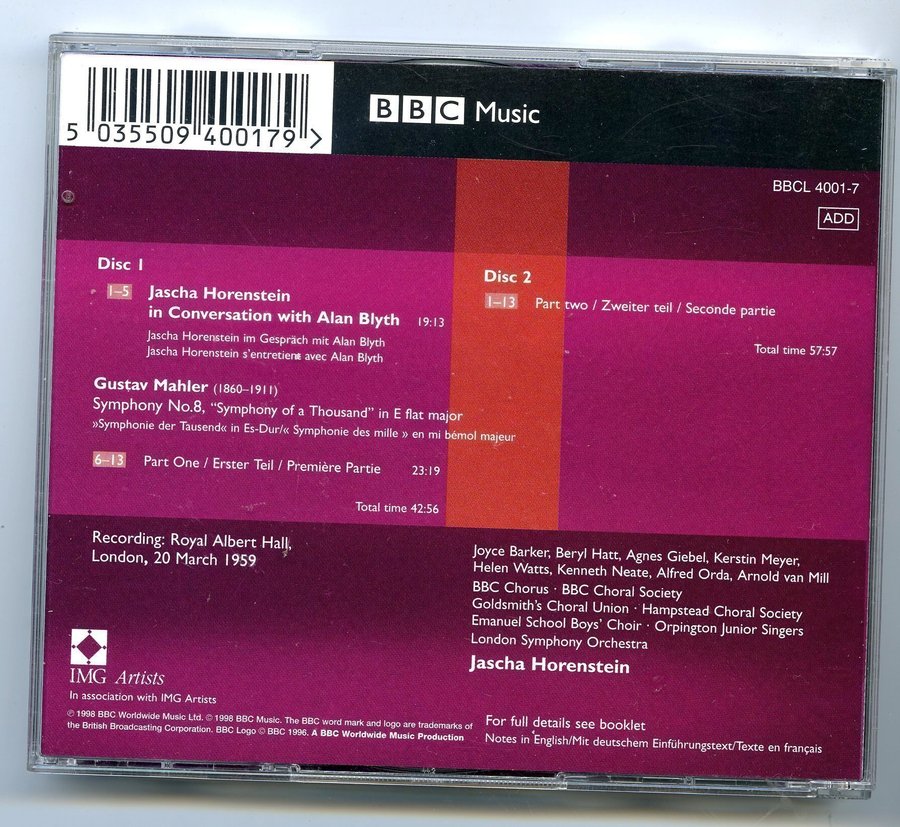 5 035509 400179 >
BBC Music
BBCL 4001-7
ADD
Disc 1
1–5 Jascha Horenstein
in Conversation with Alan Blyth 19:13
Jascha Horenstein im Gespräch mit Alan Blyth
Jascha Horenstein s'entretient avec Alan Blyth
Gustav Mahler (1860–1911)
Symphony No.8, “Symphony of a Thousand” in E flat major
»Symphonie der Tausend« in Es-Dur/« Symphonie des mille » en mi bémol majeur
6–13 Part One / Erster Teil / Première Partie 23:19
Total time 42:56
Disc 2
1–13 Part two / Zweiter teil / Seconde partie
Total time 57:57
Recording: Royal Albert Hall,
London, 20 March 1959
IMG Artists
In association with IMG Artists
℗ 1998 BBC Worldwide Music Ltd. © 1998 BBC Music. The BBC word mark and logo are trademarks of
the British Broadcasting Corporation. BBC Logo © BBC 1996. A BBC Worldwide Music Production
Joyce Barker, Beryl Hatt, Agnes Giebel, Kerstin Meyer,
Helen Watts, Kenneth Neate, Alfred Orda, Arnold van Mill
BBC Chorus · BBC Choral Society
Goldsmith's Choral Union · Hampstead Choral Society
Emanuel School Boys' Choir · Orpington Junior Singers
London Symphony Orchestra
Jascha Horenstein
For full details see booklet
Notes in English/Mit deutschem Einführungstext/Texte en français